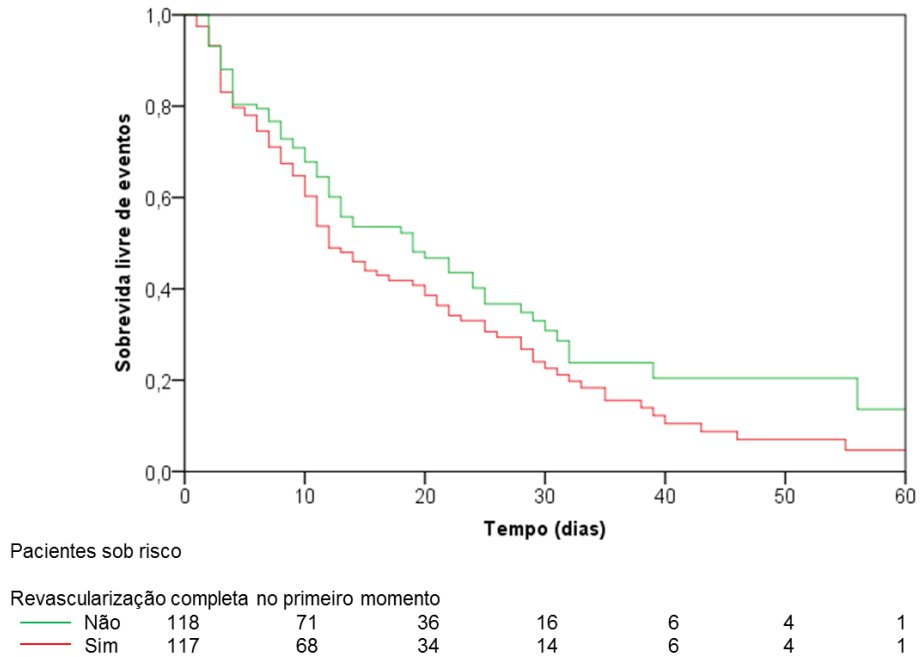 1,0
0,8
0,6
0,4
0,2
0,0
Sobrevida livre de eventos
0 10 20 30 40 50 60
Tempo (dias)
Pacientes sob risco
Revascularização completa no primeiro momento
Não 118 71 36 16 6 4 1
Sim 117 68 34 14 6 4 1